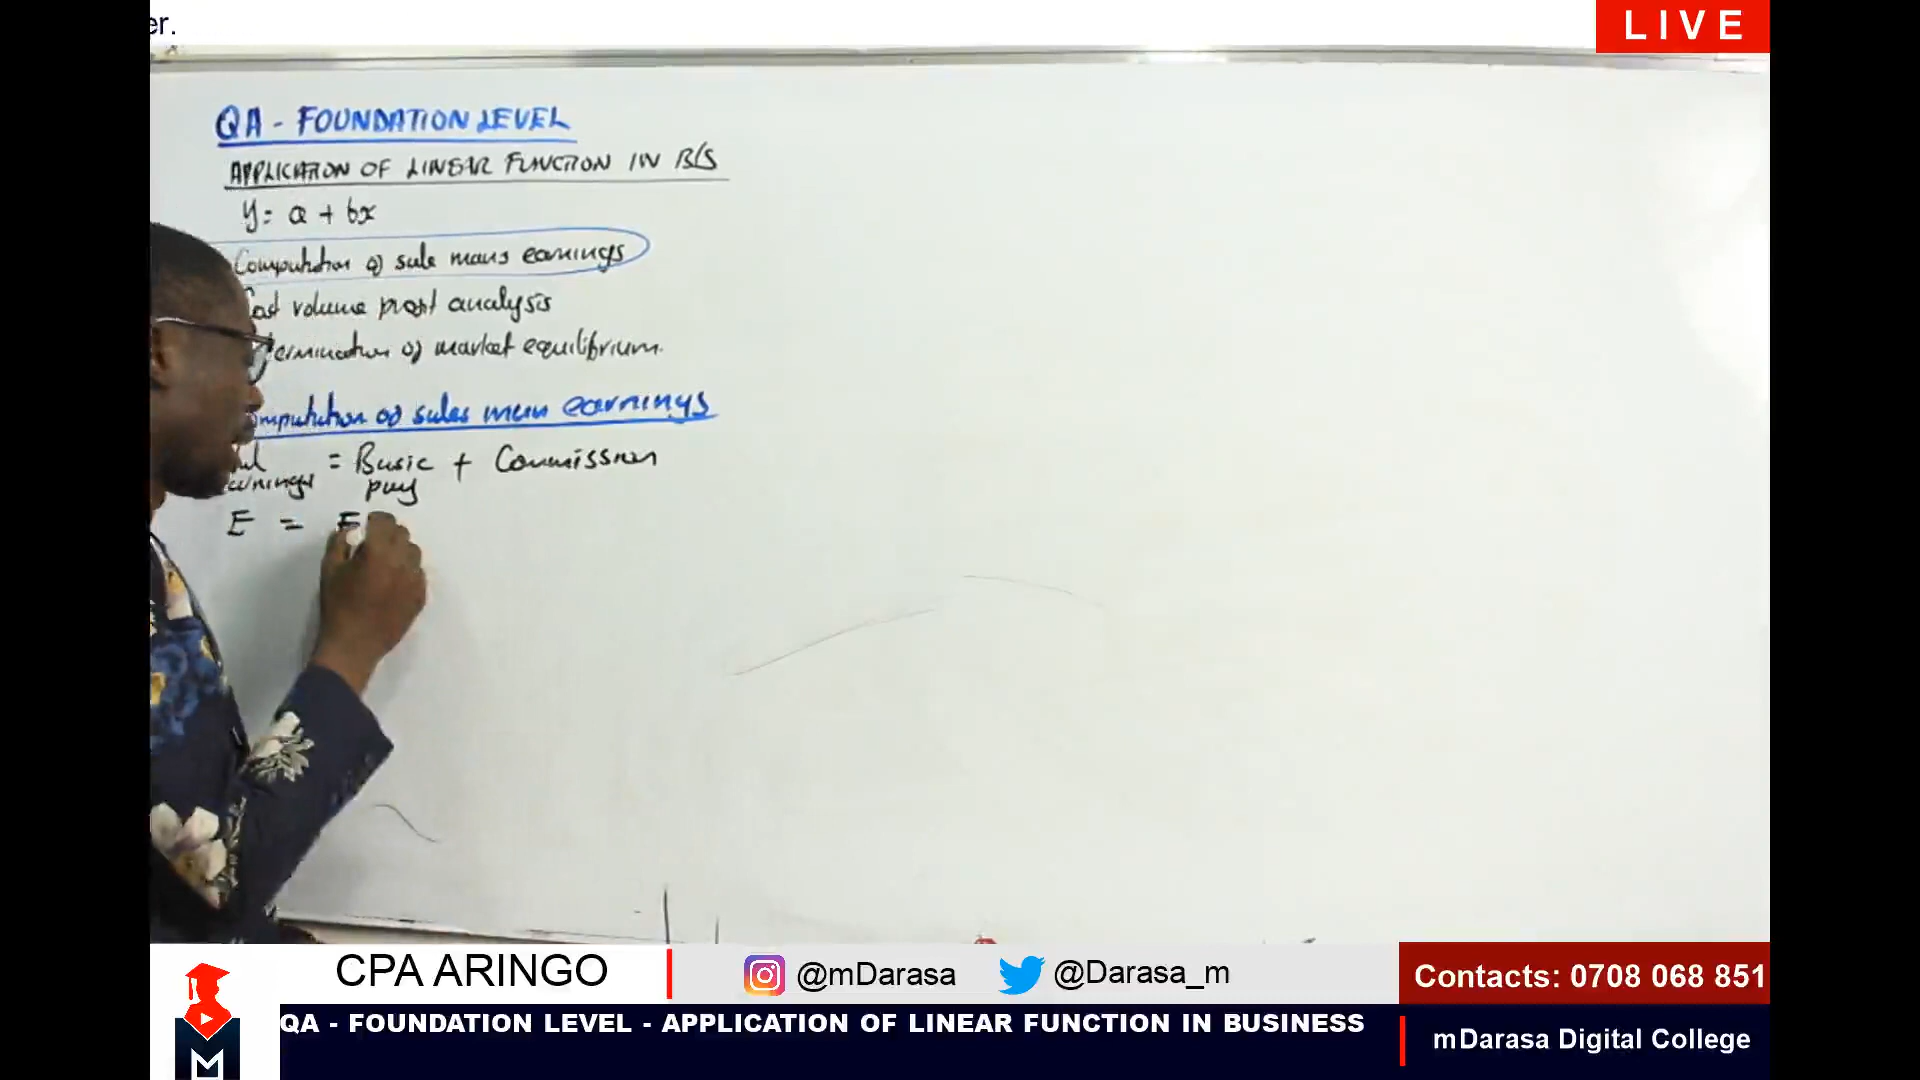 er.
LIVE
QA - FOUNDATION LEVEL
APPLICATION OF LINEAR FUNCTION IN B/S
y = a + bx
Computation of sale mans earnings
volume profit analysis
of market equilibrium.
of sales man earnings
= Basic + Commission
pay
E =
CPA ARINGO
@mDarasa
@Darasa_m
Contacts: 0708 068 851
QA - FOUNDATION LEVEL - APPLICATION OF LINEAR FUNCTION IN BUSINESS
mDarasa Digital College
M